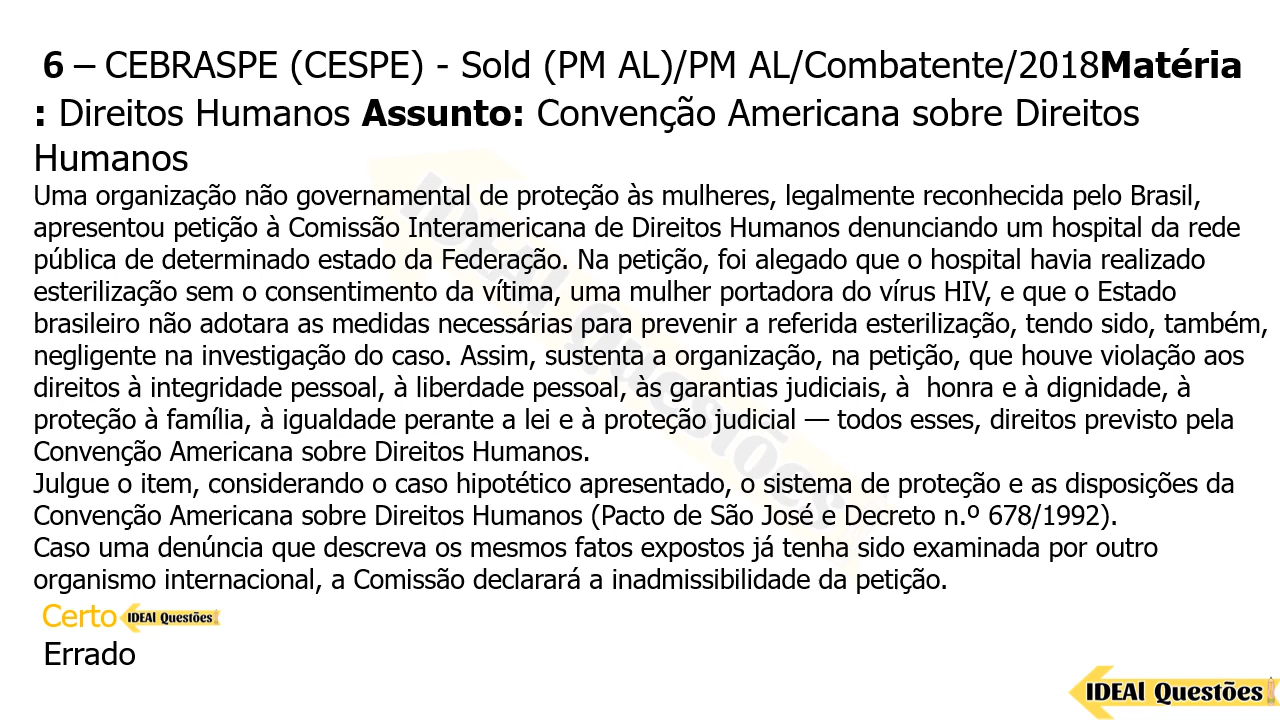 6 – CEBRASPE (CESPE) - Sold (PM AL)/PM AL/Combatente/2018Matéria
: Direitos Humanos Assunto: Convenção Americana sobre Direitos
Humanos
Uma organização não governamental de proteção às mulheres, legalmente reconhecida pelo Brasil,
apresentou petição à Comissão Interamericana de Direitos Humanos denunciando um hospital da rede
pública de determinado estado da Federação. Na petição, foi alegado que o hospital havia realizado
esterilização sem o consentimento da vítima, uma mulher portadora do vírus HIV, e que o Estado
brasileiro não adotara as medidas necessárias para prevenir a referida esterilização, tendo sido, também,
negligente na investigação do caso. Assim, sustenta a organização, na petição, que houve violação aos
direitos à integridade pessoal, à liberdade pessoal, às garantias judiciais, à  honra e à dignidade, à
proteção à família, à igualdade perante a lei e à proteção judicial — todos esses, direitos previsto pela
Convenção Americana sobre Direitos Humanos.
Julgue o item, considerando o caso hipotético apresentado, o sistema de proteção e as disposições da
Convenção Americana sobre Direitos Humanos (Pacto de São José e Decreto n.º 678/1992).
Caso uma denúncia que descreva os mesmos fatos expostos já tenha sido examinada por outro
organismo internacional, a Comissão declarará a inadmissibilidade da petição.
Certo IDEAl Questões
Errado
IDEAl Questões
IDEAl Questões